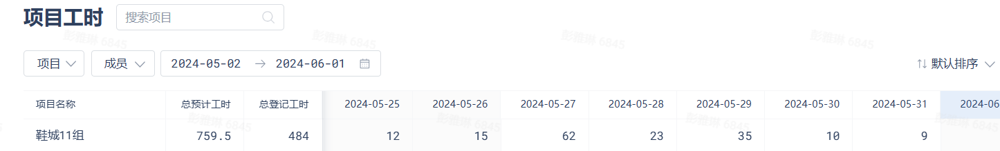 项目工时 搜索项目
项目 成员 2024-05-02 → 2024-06-01 默认排序
项目名称 总预计工时 总登记工时 2024-05-25 2024-05-26 2024-05-27 2024-05-28 2024-05-29 2024-05-30 2024-05-31 2024-06
鞋城11组 759.5 484 12 15 62 23 35 10 9